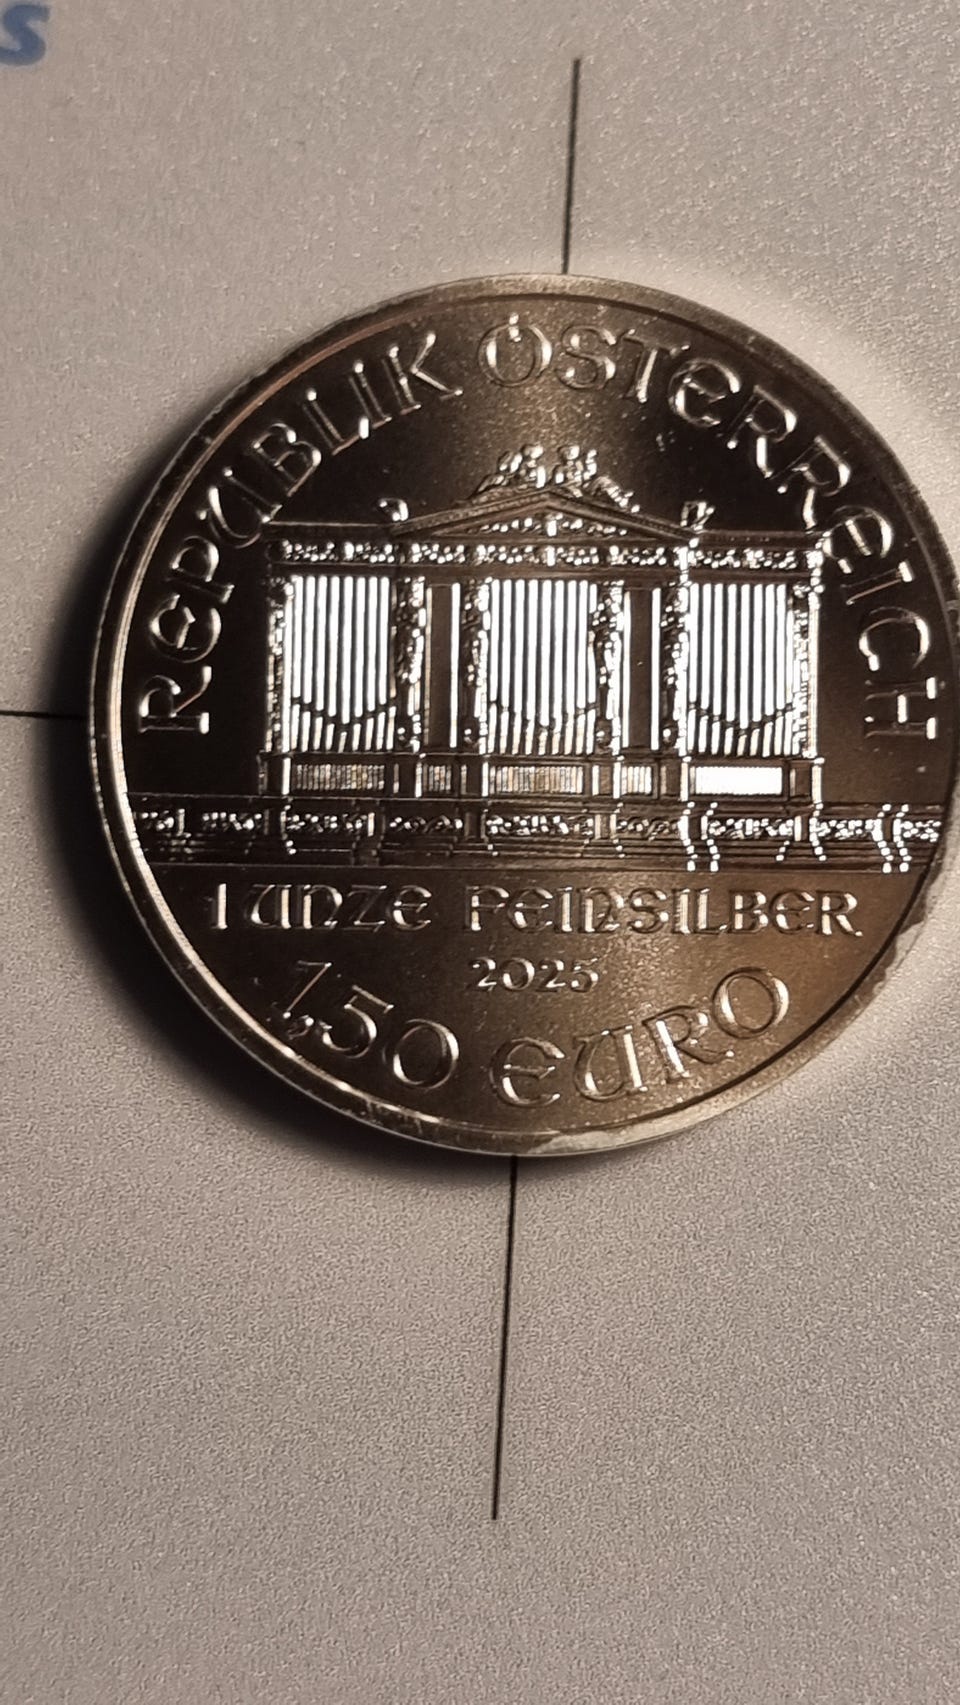 s
REPUBLIK ÖSTERREICH
1 UNZE FEINSILBER
2025
1,50 EURO